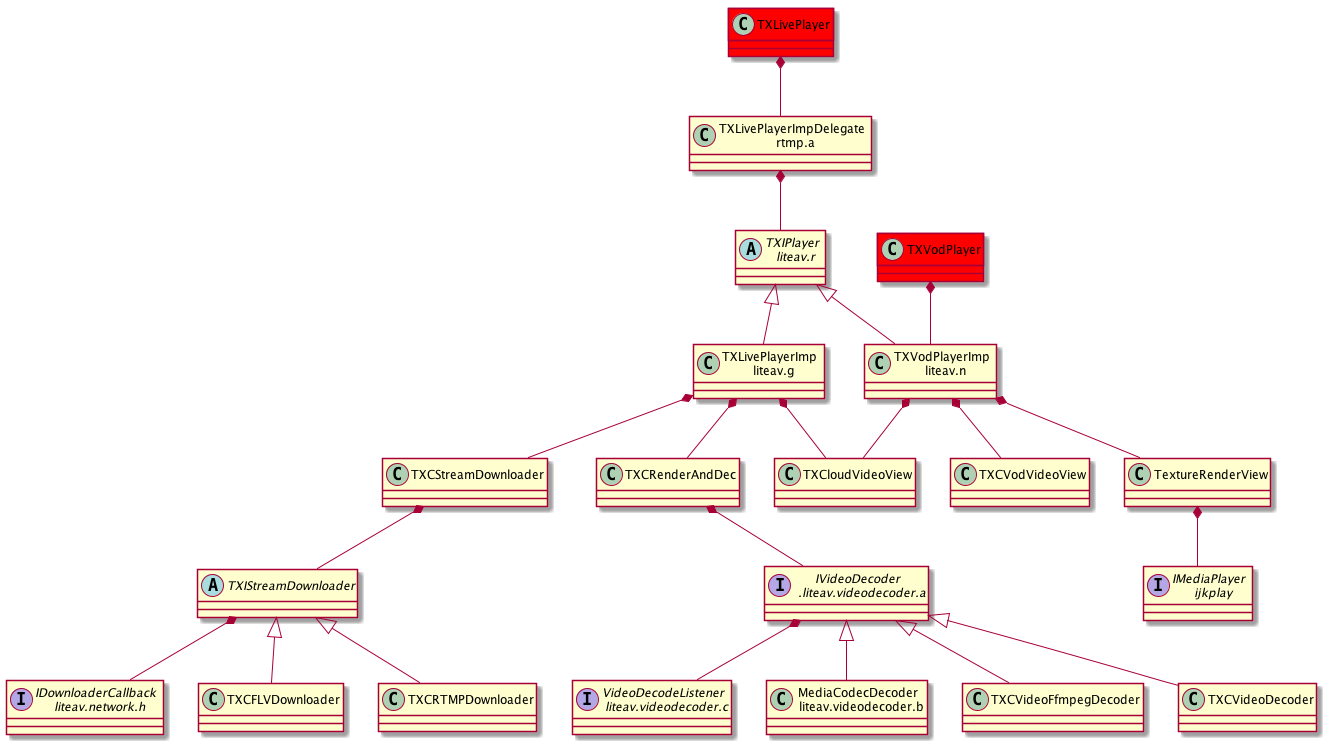 C TXLivePlayer
C TXLivePlayerImpDelegate
rtmp.a
A TXIPlayer
liteav.r
C TXVodPlayer
C TXLivePlayerImp
liteav.g
C TXVodPlayerImp
liteav.n
C TXCStreamDownloader
C TXCRenderAndDec
C TXCloudVideoView
C TXCVodVideoView
C TextureRenderView
A TXIStreamDownloader
I IVideoDecoder
.liteav.videodecoder.a
I IMediaPlayer
ijkplay
I IDownloaderCallback
liteav.network.h
C TXCFLVDownloader
C TXCRTMPDownloader
I VideoDecodeListener
liteav.videodecoder.c
C MediaCodecDecoder
liteav.videodecoder.b
C TXCVideoFfmpegDecoder
C TXCVideoDecoder